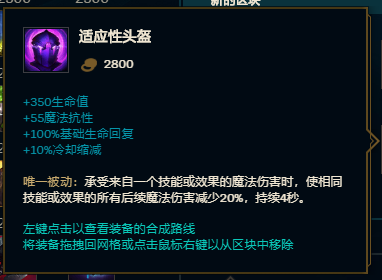 新的区块
适应性头盔
2800
+350生命值
+55魔法抗性
+100%基础生命回复
+10%冷却缩减
唯一被动：承受来自一个技能或效果的魔法伤害时，使相同
技能或效果的所有后续魔法伤害减少20%，持续4秒。
左键点击以查看装备的合成路线
将装备拖拽回网格或点击鼠标右键以从区块中移除